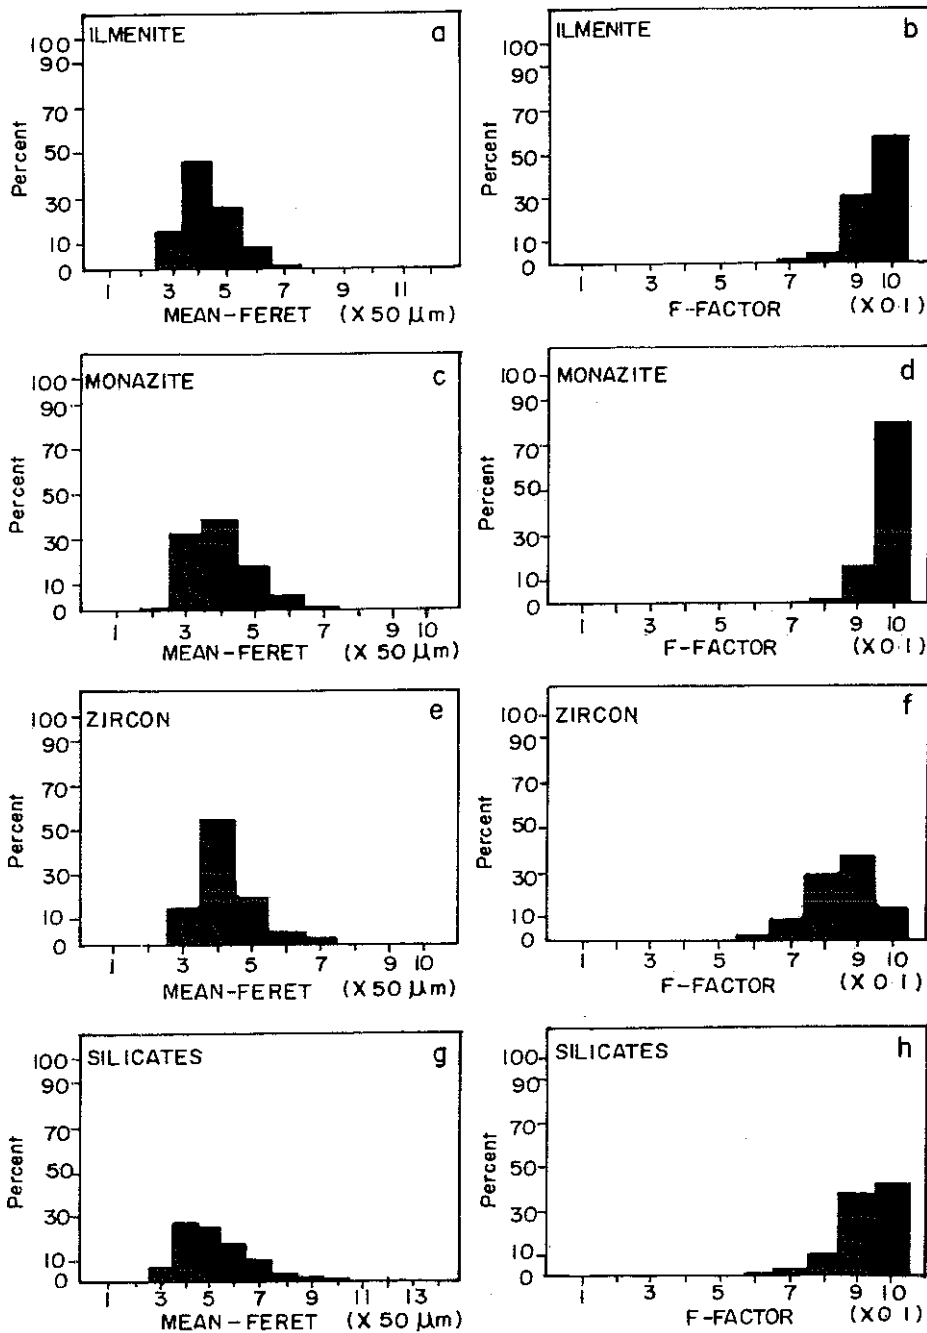 ILMENITE a
100
90
70
50
30
10
0
Percent
1 3 5 7 9 11
MEAN-FERET (X 50 μm)
ILMENITE b
100
90
70
50
30
10
0
Percent
1 3 5 7 9 10
F-FACTOR (X 0·1)
MONAZITE c
100
90
70
50
30
10
0
Percent
1 3 5 7 9 10
MEAN-FERET (X 50 μm)
MONAZITE d
100
90
70
50
30
10
0
Percent
1 3 5 7 9 10
F-FACTOR (X 0·1)
ZIRCON e
100
90
70
50
30
10
0
Percent
1 3 5 7 9 10
MEAN-FERET (X 50 μm)
ZIRCON f
100
90
70
50
30
10
0
Percent
1 3 5 7 9 10
F-FACTOR (X 0·1)
SILICATES g
100
90
70
50
30
10
0
Percent
1 3 5 7 9 11 13
MEAN-FERET (X 50 μm)
SILICATES h
100
90
70
50
30
10
0
Percent
1 3 5 7 9 10
F-FACTOR (X 0·1)